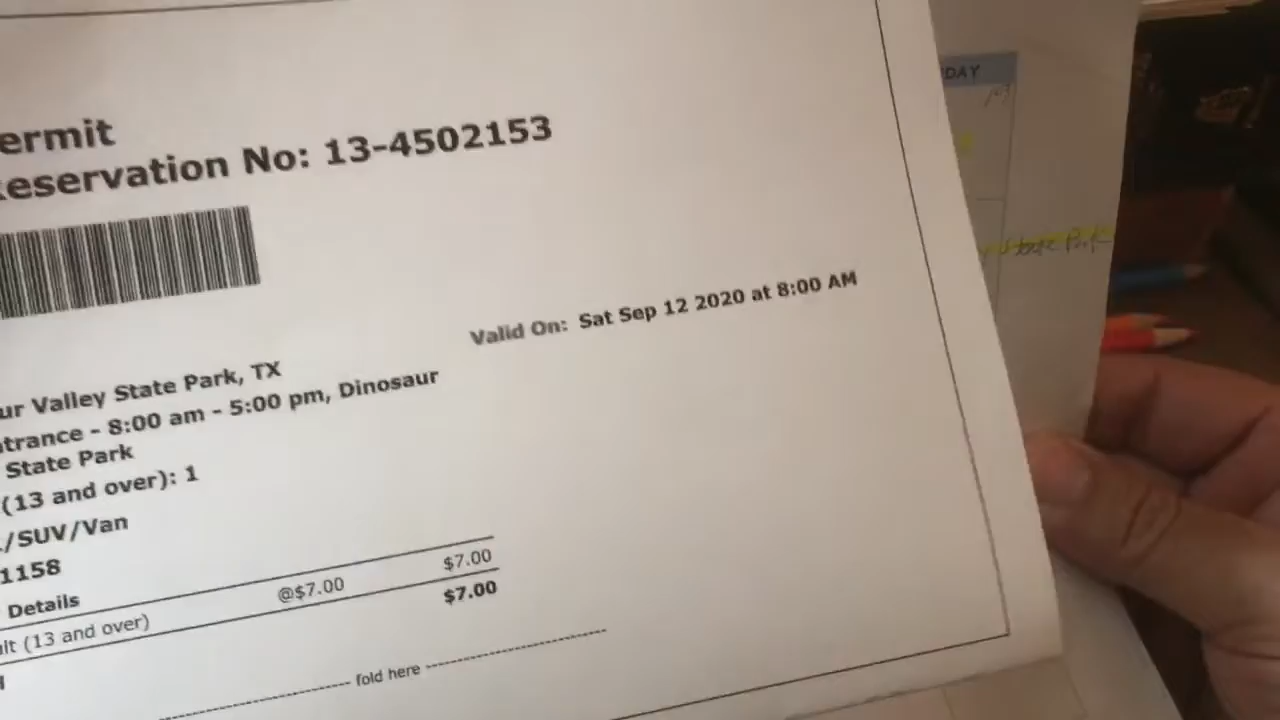 ermit
eservation No: 13-4502153
Valid On: Sat Sep 12 2020 at 8:00 AM
ur Valley State Park, TX
trance - 8:00 am - 5:00 pm, Dinosaur
State Park
(13 and over): 1
/SUV/Van
1158
Details
@$7.00 $7.00
lt (13 and over) $7.00
fold here
DAY
State Park